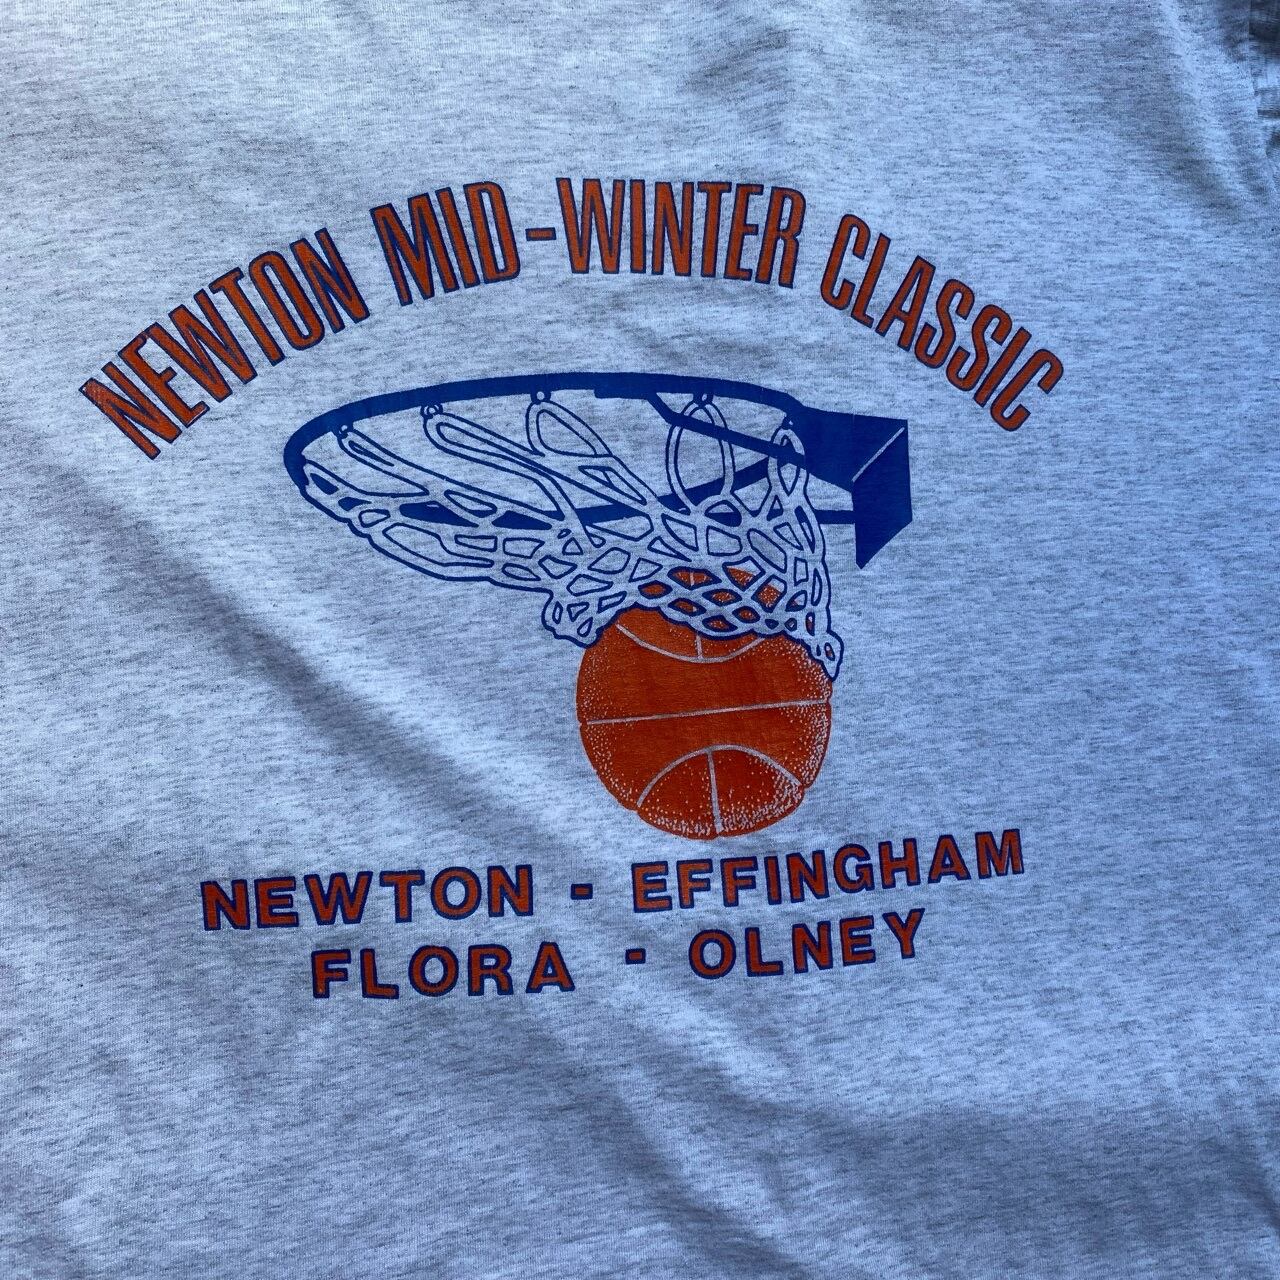 NEWTON MID-WINTER CLASSIC
NEWTON - EFFINGHAM
FLORA - OLNEY